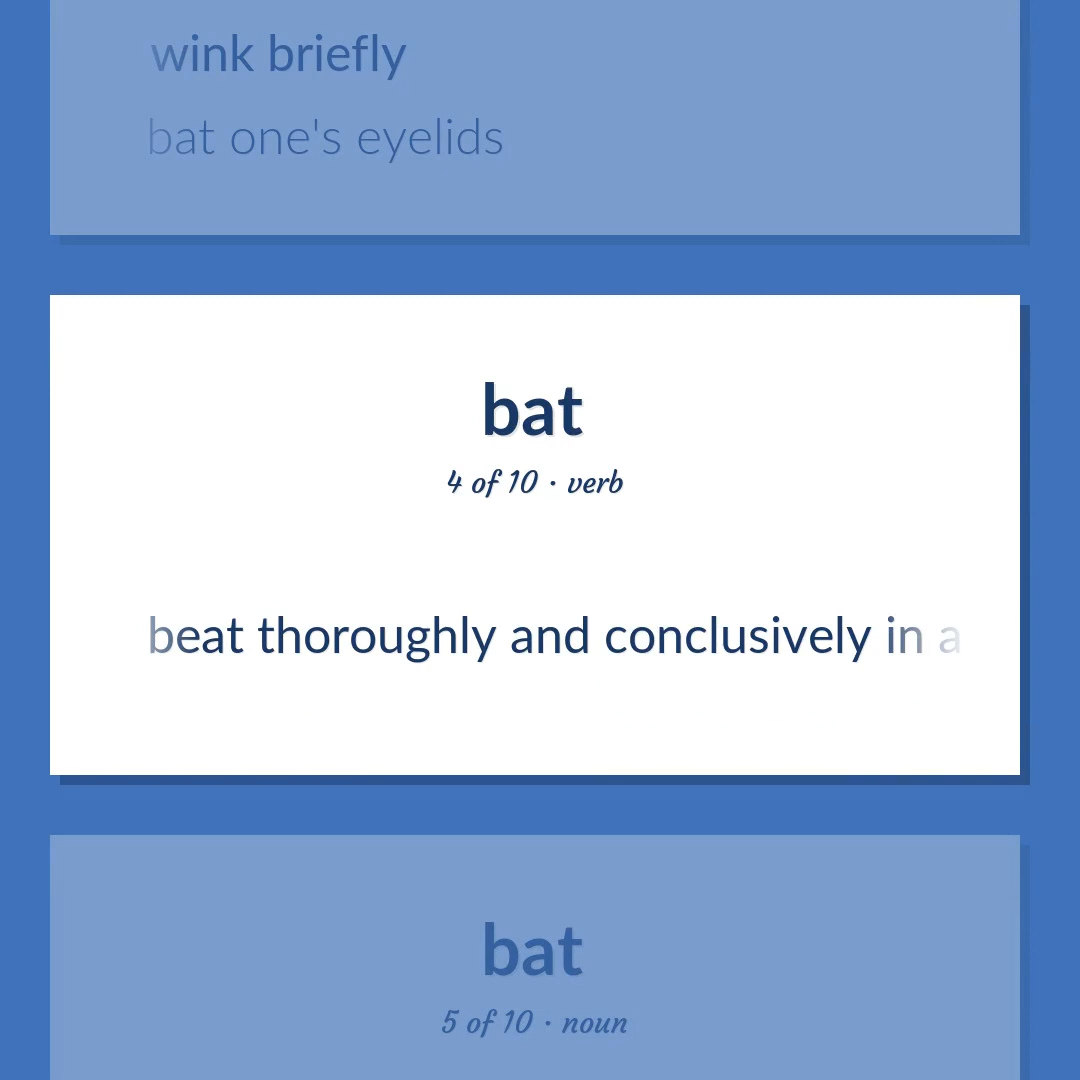 wink briefly
bat one's eyelids
bat
4 of 10 · verb
beat thoroughly and conclusively in a
bat
5 of 10 · noun